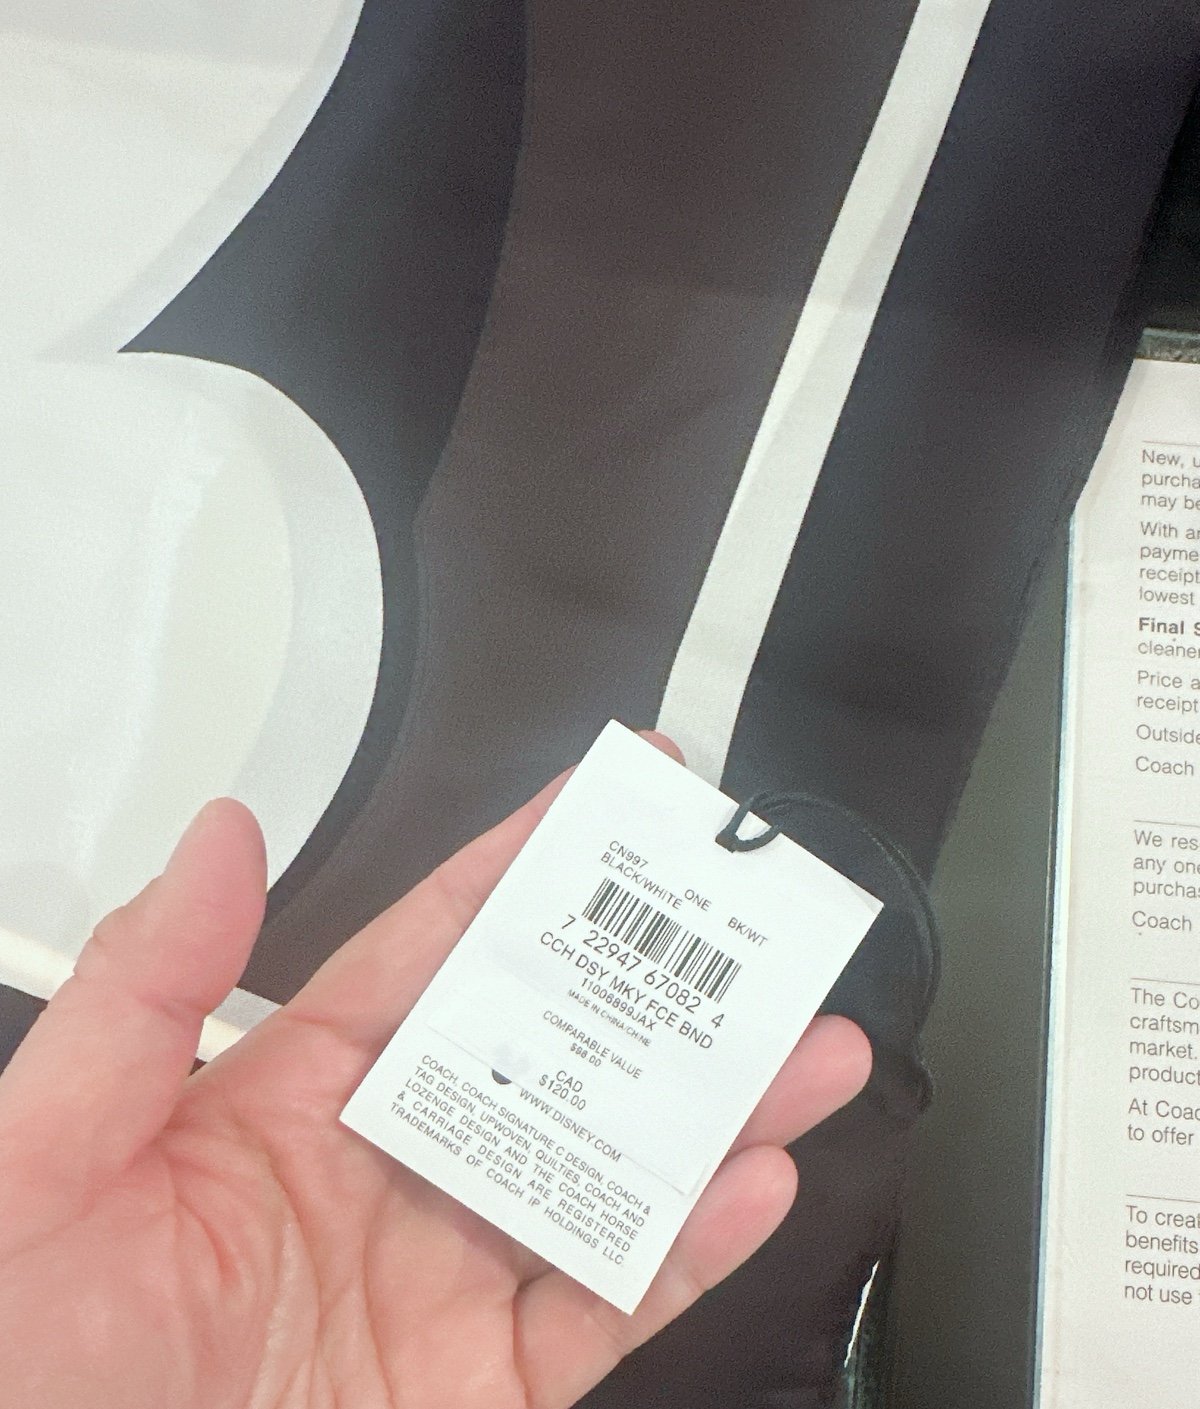 CN997
BLACK/WHITE ONE BK/WT
7 22947 67082 4
CCH DSY MKY FCE BND
11006899JAX
MADE IN CHINA/CHINE
COMPARABLE VALUE
$98.00
CAD
$120.00
WWW.DISNEY.COM
COACH, COACH SIGNATURE C DESIGN, COACH &
TAG DESIGN, UPWOVEN, QUILTIES, COACH AND
LOZENGE DESIGN AND THE COACH HORSE
& CARRIAGE DESIGN ARE REGISTERED
TRADEMARKS OF COACH IP HOLDINGS LLC.
New,
purcha
may be
With
payme
receipt
lowest
Final S
cleaner
Price a
receipt
Outside
Coach
We res
any one
purcha
Coach
The Co
craftsm
market.
product
At Coac
to offer
To creat
benefits
required
not use